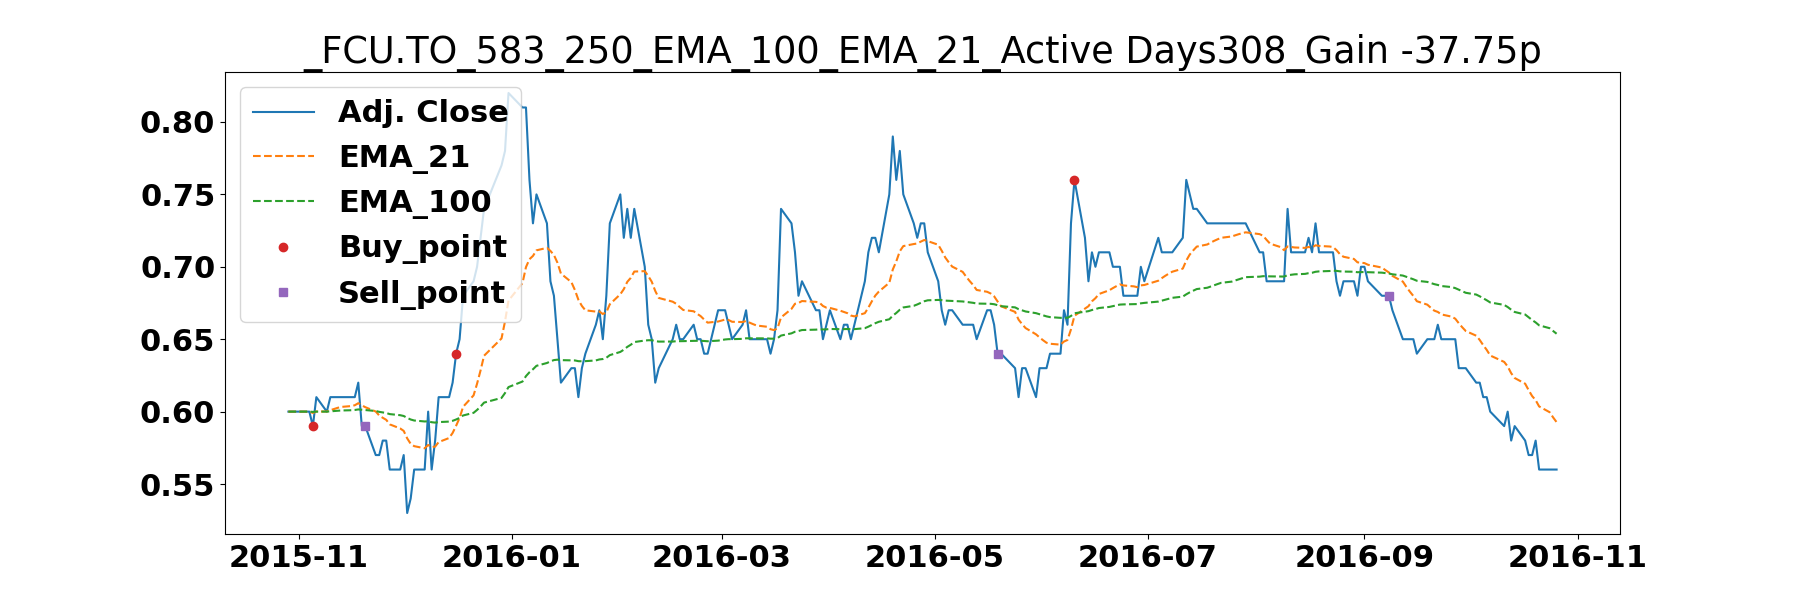 _FCU.TO_583_250_EMA_100_EMA_21_Active Days308_Gain -37.75p
Adj. Close
EMA_21
EMA_100
Buy_point
Sell_point
0.80
0.75
0.70
0.65
0.60
0.55
2015-11 2016-01 2016-03 2016-05 2016-07 2016-09 2016-11